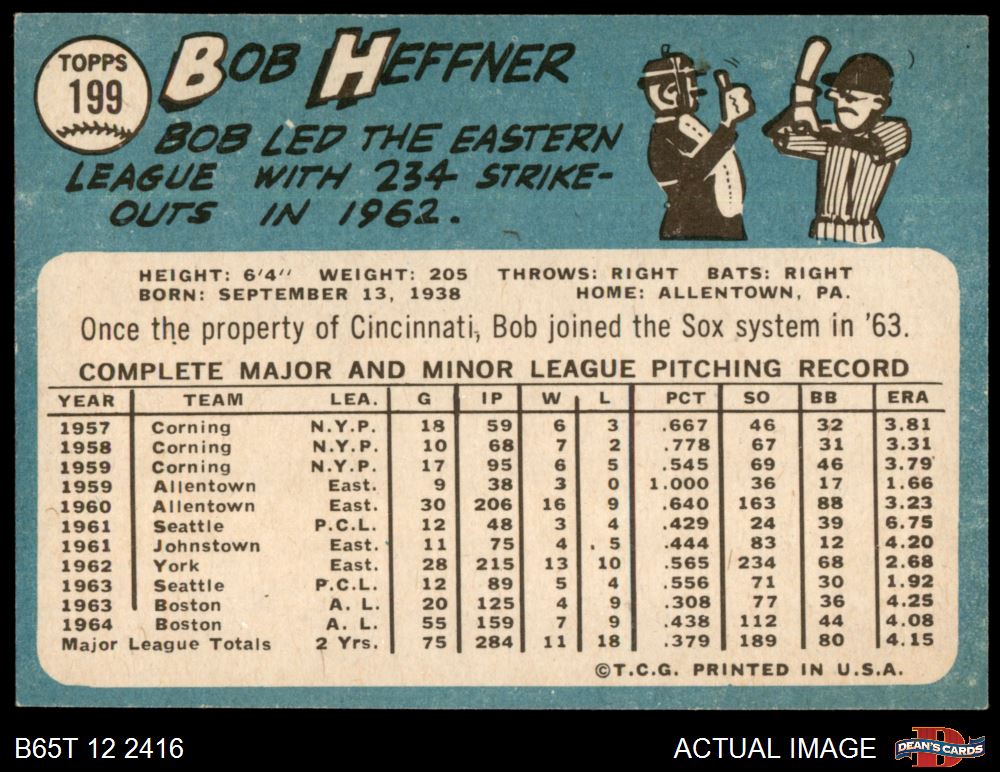 TOPPS
199
BOB HEFFNER
BOB LED THE EASTERN
LEAGUE WITH 234 STRIKE-
OUTS IN 1962.
HEIGHT: 6'4" WEIGHT: 205 THROWS: RIGHT BATS: RIGHT
BORN: SEPTEMBER 13, 1938 HOME: ALLENTOWN, PA.
Once the property of Cincinnati, Bob joined the Sox system in '63.
COMPLETE MAJOR AND MINOR LEAGUE PITCHING RECORD
YEAR TEAM LEA. G IP W L PCT SO BB ERA
1957 Corning N.Y.P. 18 59 6 3 .667 46 32 3.81
1958 Corning N.Y.P. 10 68 7 2 .778 67 31 3.31
1959 Corning N.Y.P. 17 95 6 5 .545 69 46 3.79
1959 Allentown East. 9 38 3 0 1.000 36 17 1.66
1960 Allentown East. 30 206 16 9 .640 163 88 3.23
1961 Seattle P.C.L. 12 48 3 4 .429 24 39 6.75
1961 Johnstown East. 11 75 4 5 .444 83 12 4.20
1962 York East. 28 215 13 10 .565 234 68 2.68
1963 Seattle P.C.L. 12 89 5 4 .556 71 30 1.92
1963 Boston A. L. 20 125 4 9 .308 77 36 4.25
1964 Boston A. L. 55 159 7 9 .438 112 44 4.08
Major League Totals 2 Yrs. 75 284 11 18 .379 189 80 4.15
©T.C.G. PRINTED IN U.S.A.
B65T 12 2416 ACTUAL IMAGE
DEAN'S CARDS